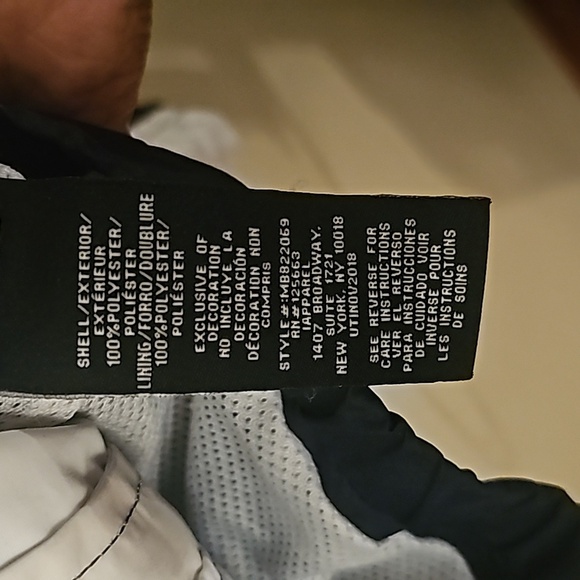 SHELL/EXTERIOR/
EXTÉRIEUR
100%POLYESTER/
POLIÉSTER
LINING/FORRO/DOUBLURE
100%POLYESTER/
POLIÉSTER
EXCLUSIVE OF
DECORATION
NO INCLUYE LA
DECORACIÓN
DÉCORATION NON
COMPRIS
STYLE#:MB822069
RN#125663
IAPPAREL
1407 BROADWAY.
SUITE 1721
NEW YORK. NY 10018
UTIN0V2018
SEE REVERSE FOR
CARE INSTRUCTIONS
VER EL REVERSO
PARA INSTRUCCIONES
DE CUIDADO VOIR
INVERSE POUR
LES INSTRUCTIONS
DE SOINS